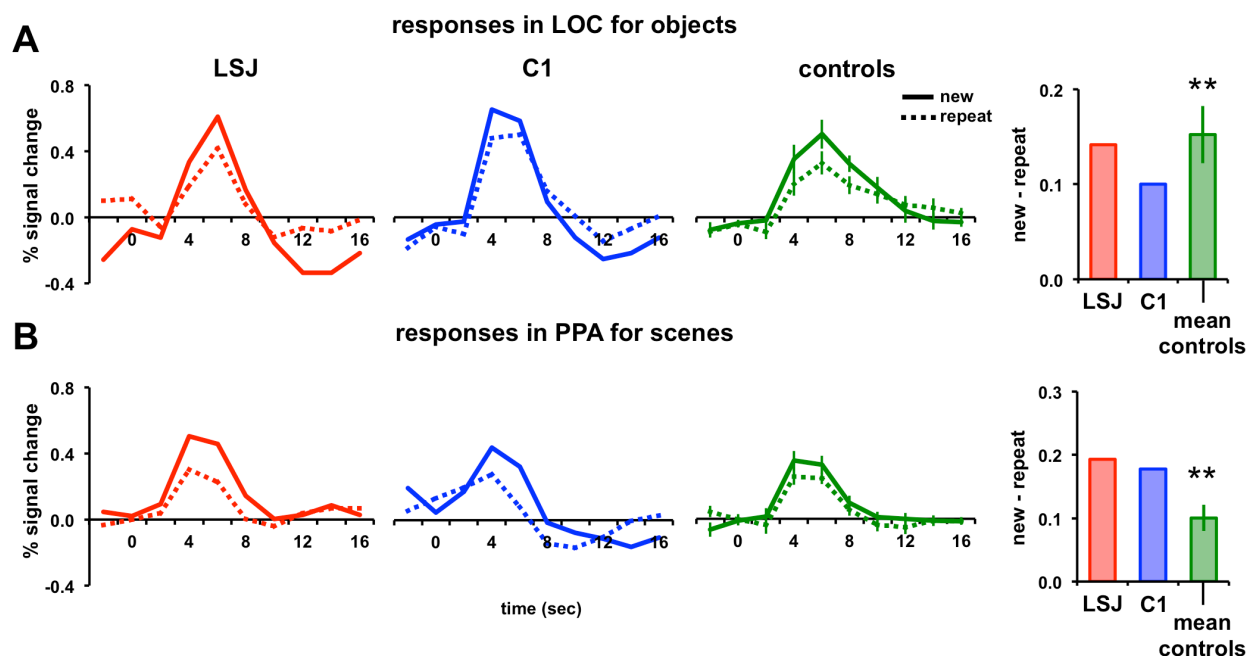 A
responses in LOC for objects
LSJ
C1
controls
new
repeat
% signal change
0.8
0.4
0.0
-0.4
0 4 8 12 16
0 4 8 12 16
0 4 8 12 16
new - repeat
0.2
0.1
0.0
**
LSJ
C1
mean
controls
B
responses in PPA for scenes
% signal change
0.8
0.4
0.0
-0.4
0 4 8 12 16
0 4 8 12 16
0 4 8 12 16
time (sec)
new - repeat
0.3
0.2
0.1
0.0
**
LSJ
C1
mean
controls